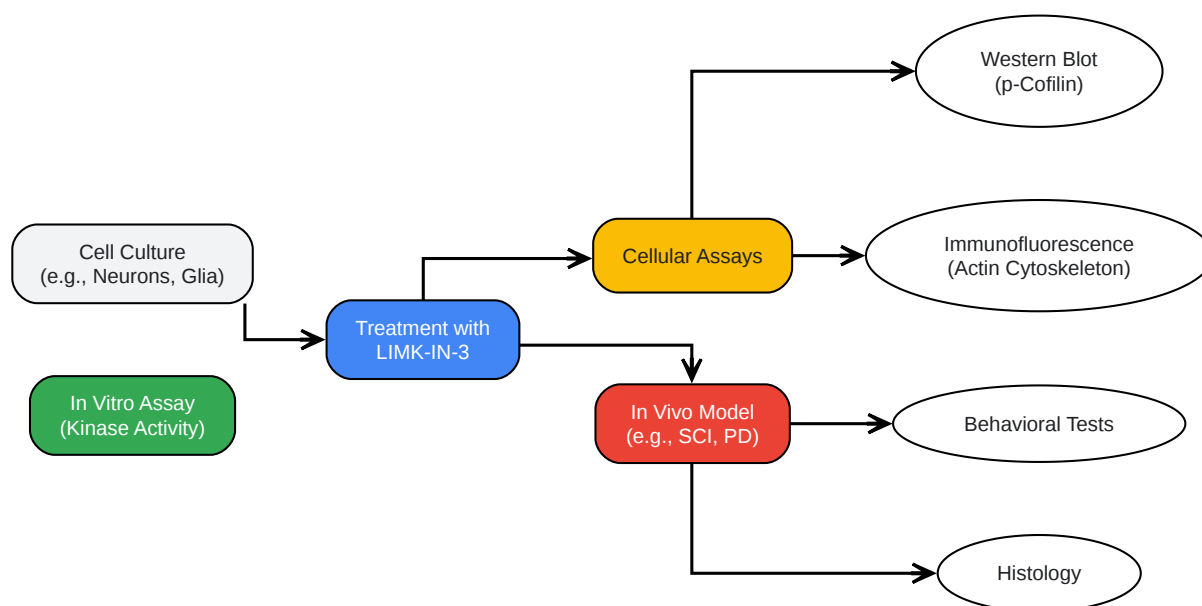 Western Blot
(p-Cofilin)
Cell Culture
(e.g., Neurons, Glia)
Cellular Assays
Immunofluorescence
(Actin Cytoskeleton)
Treatment with
LIMK-IN-3
In Vitro Assay
(Kinase Activity)
In Vivo Model
(e.g., SCI, PD)
Behavioral Tests
Histology